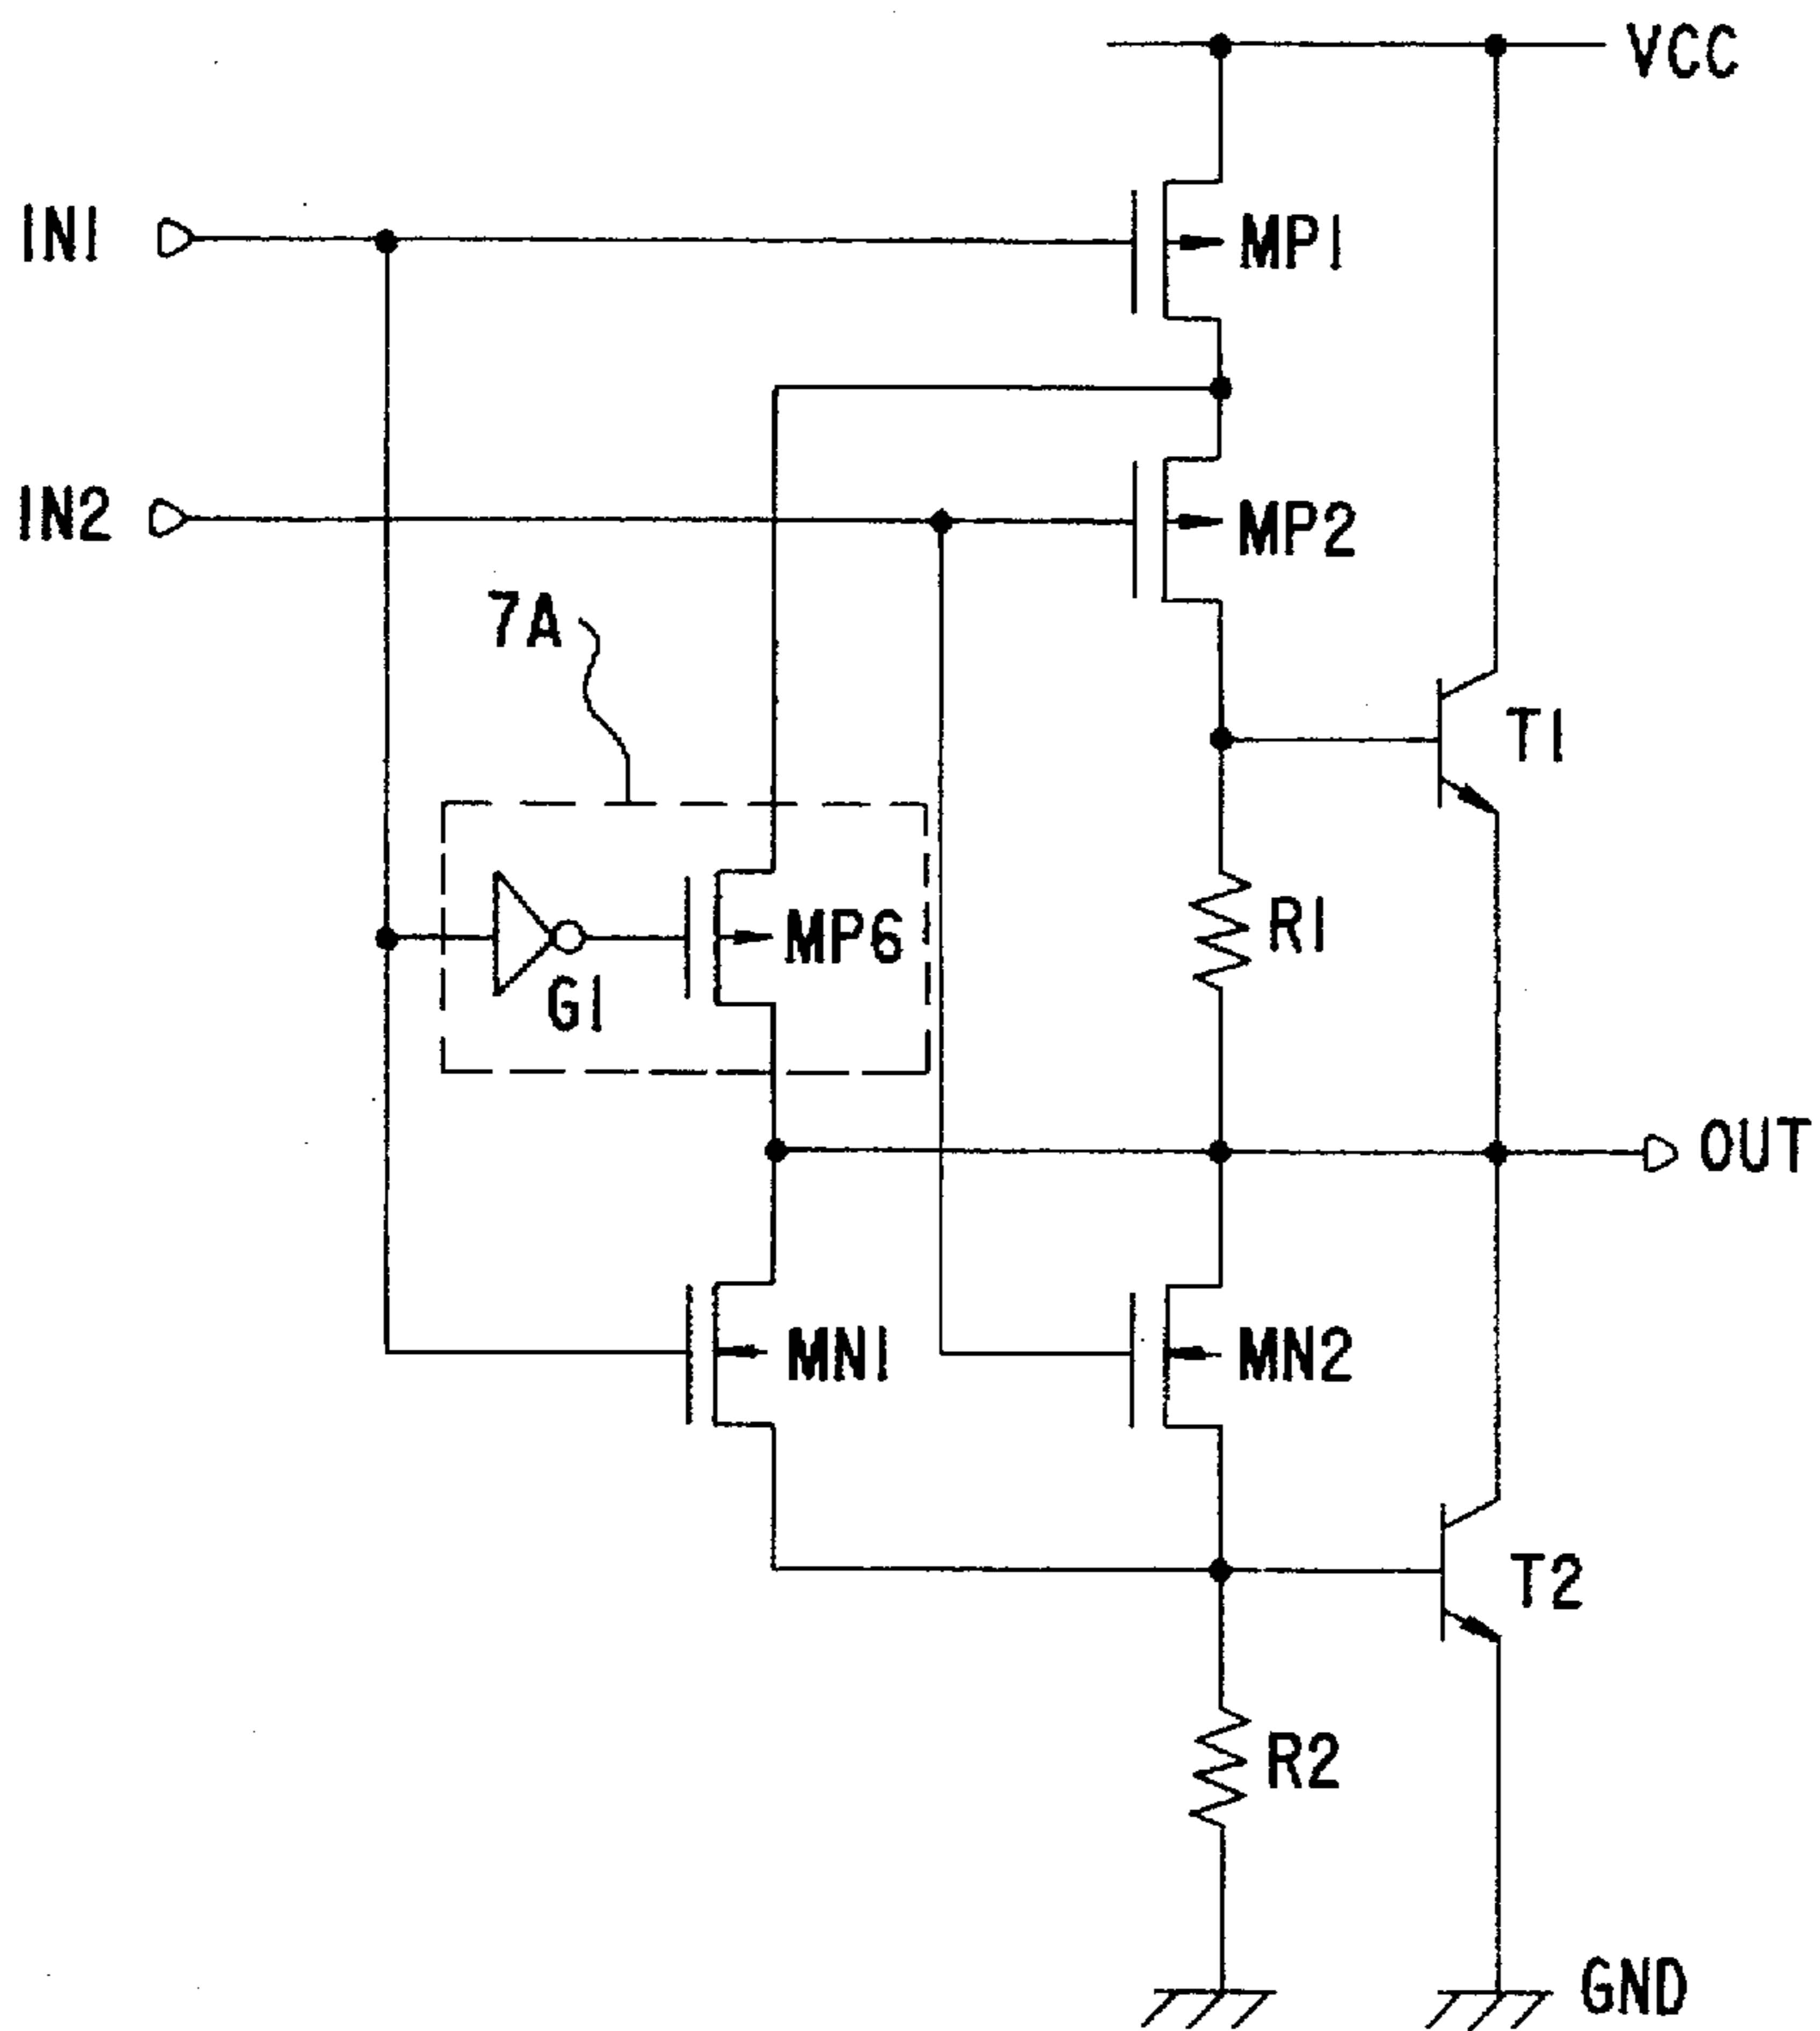 VCC
IN1
MP1
IN2
MP2
7A
T1
MP6
R1
G1
OUT
MN1
MN2
T2
R2
GND